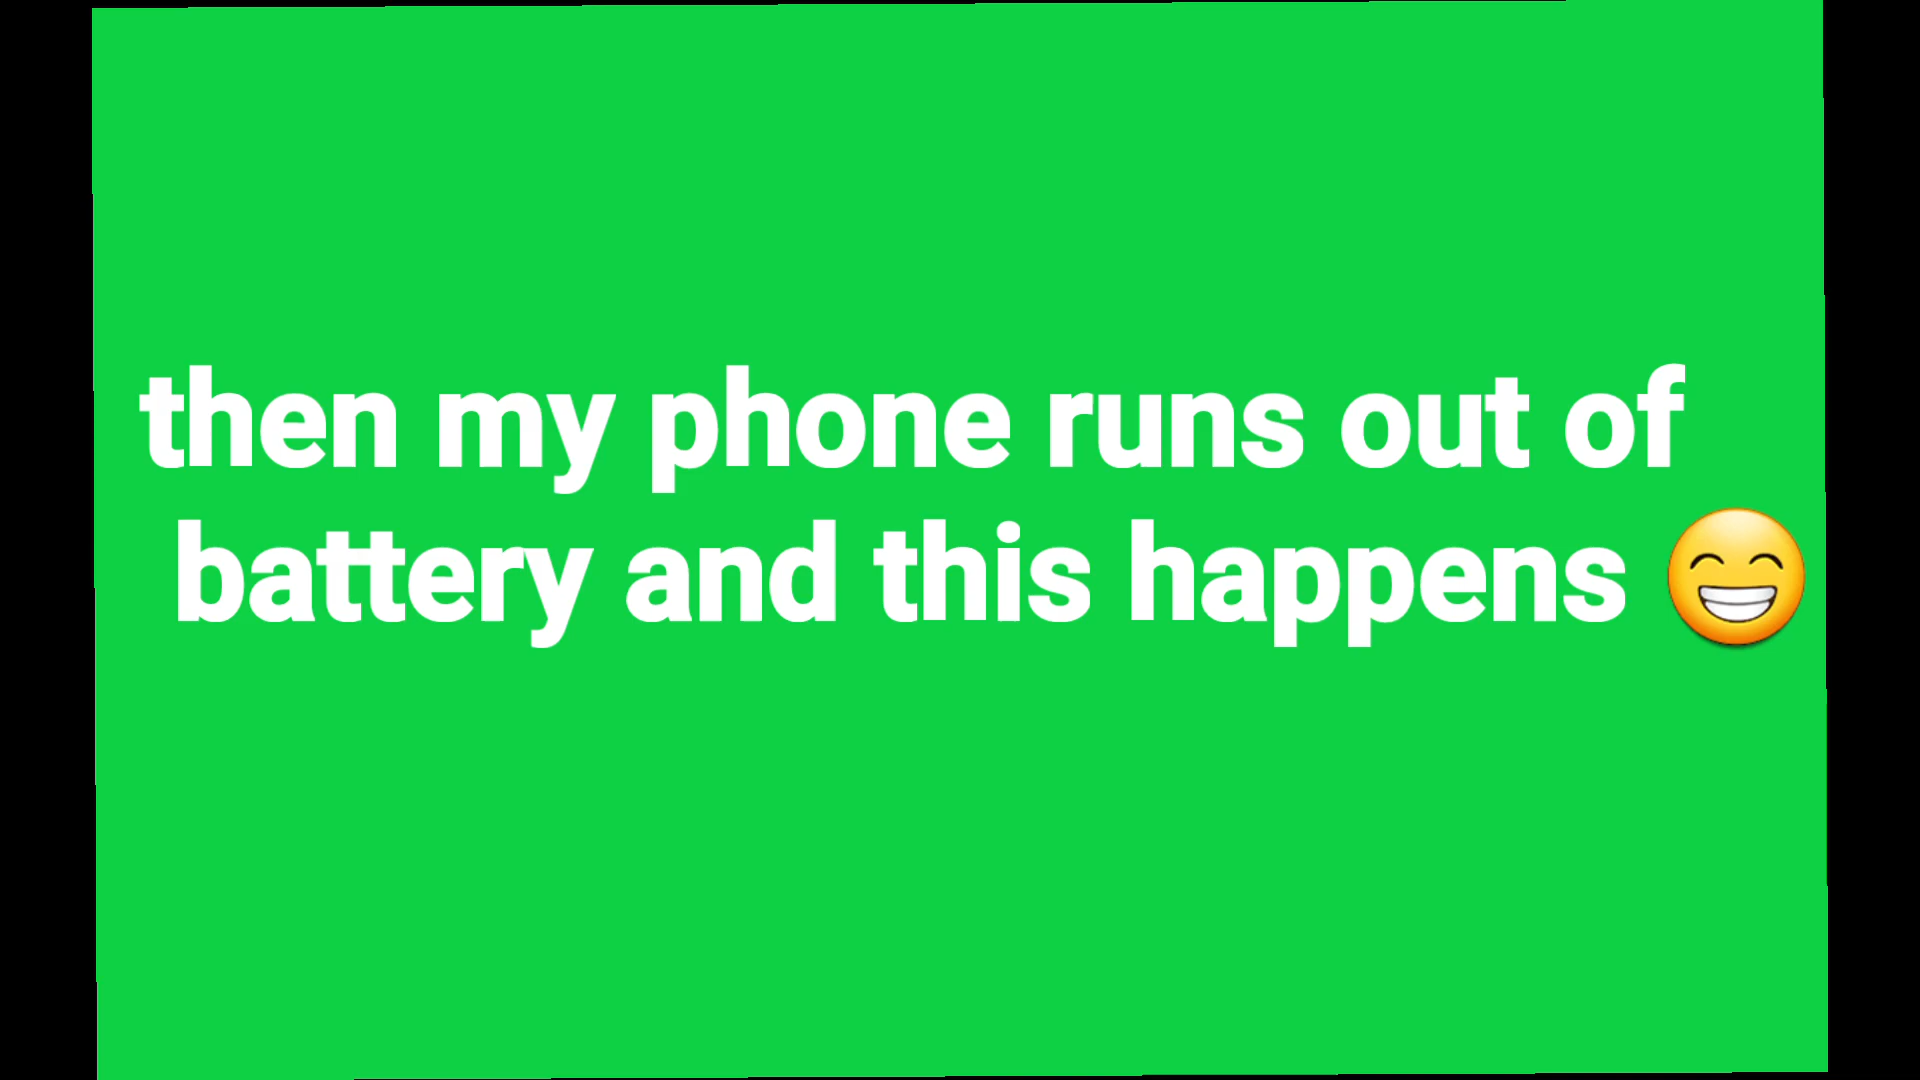 then my phone runs out of
battery and this happens 😁